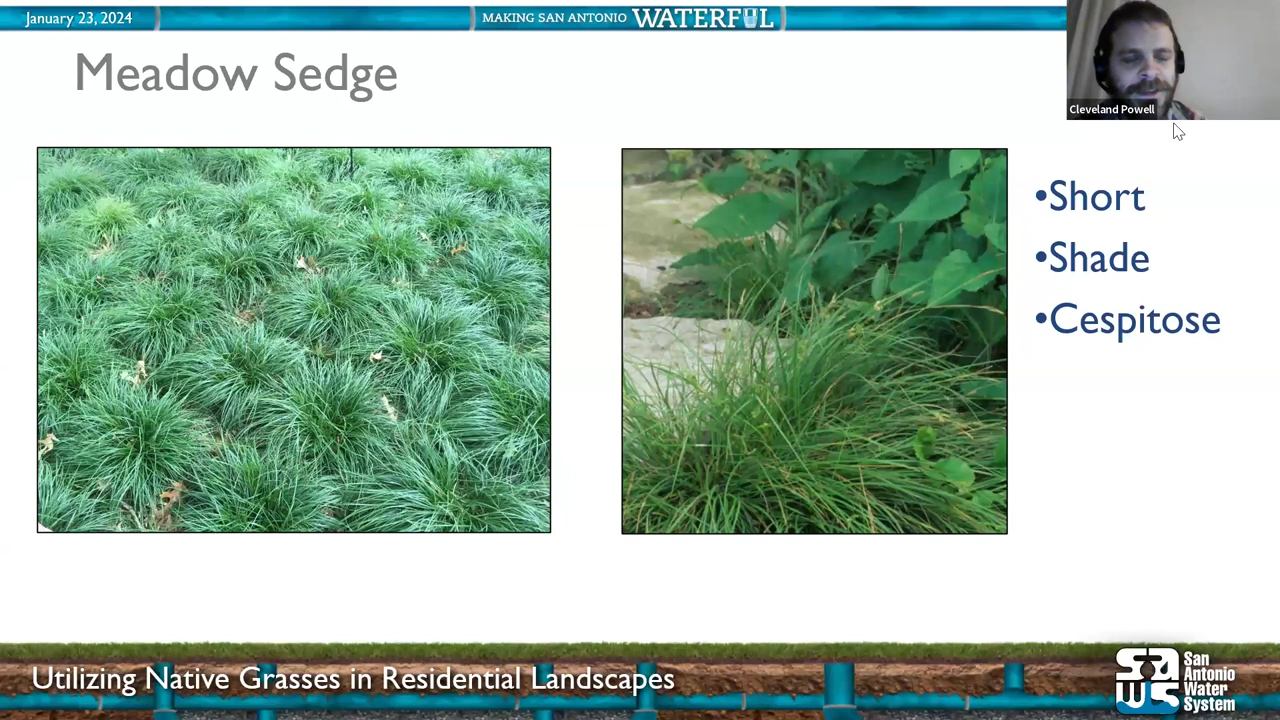 January 23, 2024
MAKING SAN ANTONIO WATERFUL
Meadow Sedge
Cleveland Powell
•Short
•Shade
•Cespitose
Utilizing Native Grasses in Residential Landscapes
SAWS
San
Antonio
Water
System